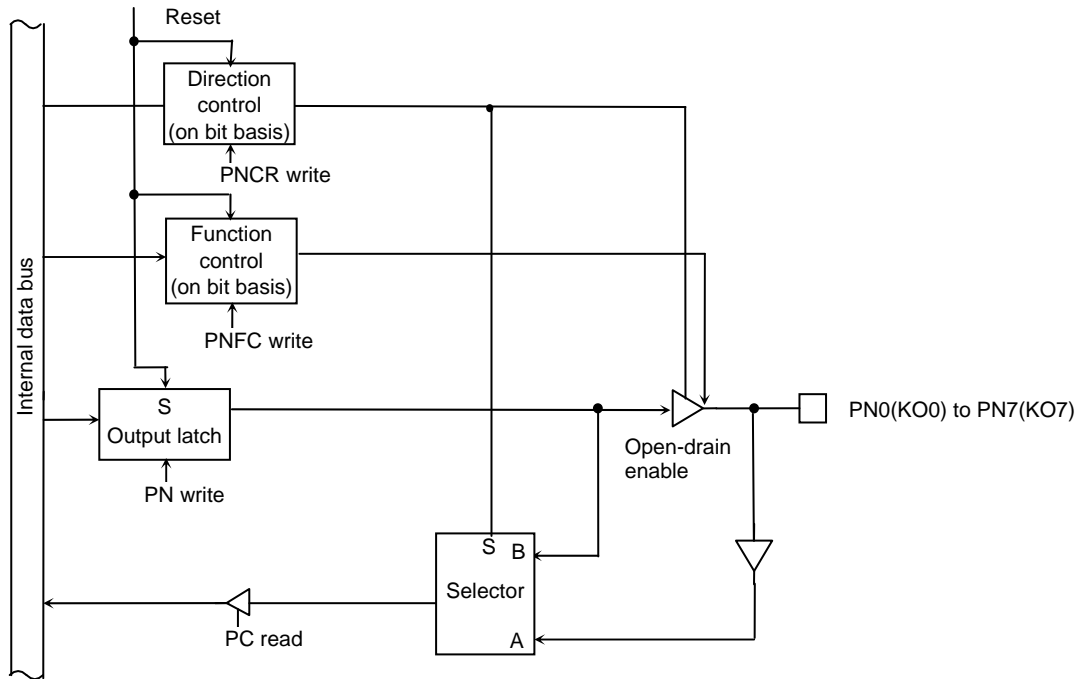 Reset
Direction
control
(on bit basis)
PNCR write
Function
control
(on bit basis)
PNFC write
Internal data bus
S
Output latch
PN write
PN0(KO0) to PN7(KO7)
Open-drain
enable
S
B
Selector
A
PC read